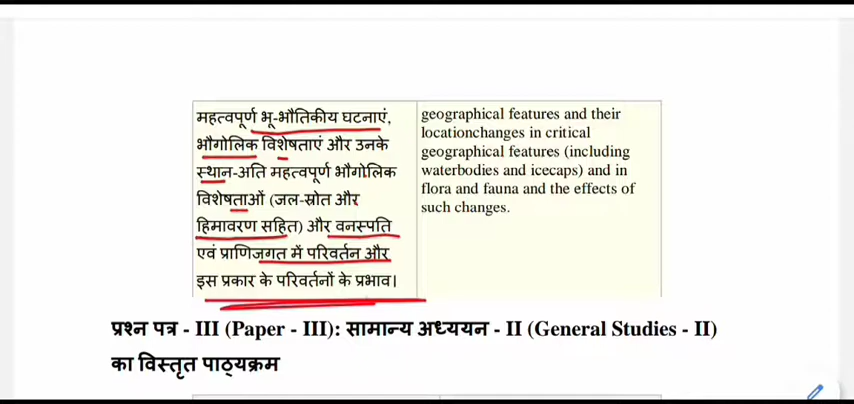 महत्वपूर्ण भू-भौतिकीय घटनाएं,
भौगोलिक विशेषताएं और उनके
स्थान-अति महत्वपूर्ण भौगोलिक
विशेषताओं (जल-स्रोत और
हिमावरण सहित) और वनस्पति
एवं प्राणिजगत में परिवर्तन और
इस प्रकार के परिवर्तनों के प्रभाव।
geographical features and their
locationchanges in critical
geographical features (including
waterbodies and icecaps) and in
flora and fauna and the effects of
such changes.
प्रश्न पत्र - III (Paper - III): सामान्य अध्ययन - II (General Studies - II)
का विस्तृत पाठ्यक्रम